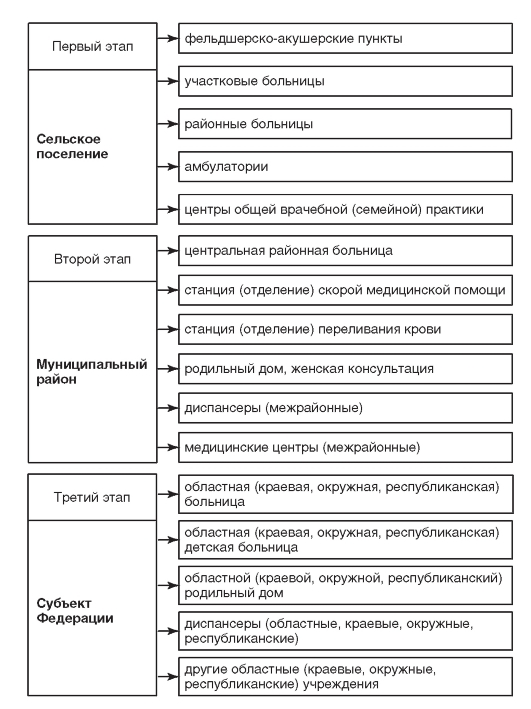 Первый этап
Сельское
поселение
фельдшерско-акушерские пункты
участковые больницы
районные больницы
амбулатории
центры общей врачебной (семейной) практики
Второй этап
Муниципальный
район
центральная районная больница
станция (отделение) скорой медицинской помощи
станция (отделение) переливания крови
родильный дом, женская консультация
диспансеры (межрайонные)
медицинские центры (межрайонные)
Третий этап
Субъект
Федерации
областная (краевая, окружная, республиканская)
больница
областная (краевая, окружная, республиканская)
детская больница
областной (краевой, окружной, республиканский)
родильный дом
диспансеры (областные, краевые, окружные,
республиканские)
другие областные (краевые, окружные,
республиканские) учреждения